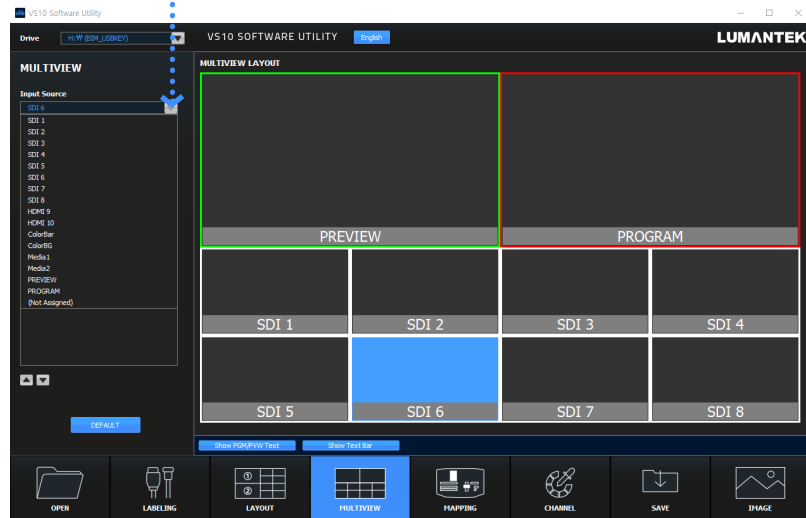 VS10 Software Utility
Drive
H:₩ (BIM_USBKEY)
VS10 SOFTWARE UTILITY
English
LUMANTEK
MULTIVIEW
Input Source
SDI 6
SDI 1
SDI 2
SDI 3
SDI 4
SDI 5
SDI 6
SDI 7
SDI 8
HDMI 9
HDMI 10
ColorBar
ColorBG
Media1
Media2
PREVIEW
PROGRAM
(Not Assigned)
DEFAULT
MULTIVIEW LAYOUT
PREVIEW
PROGRAM
SDI 1
SDI 2
SDI 3
SDI 4
SDI 5
SDI 6
SDI 7
SDI 8
Show PGM/PVW Text
Show Text Bar
① 
②
OPEN
LABELING
LAYOUT
MULTIVIEW
MAPPING
CHANNEL
SAVE
IMAGE